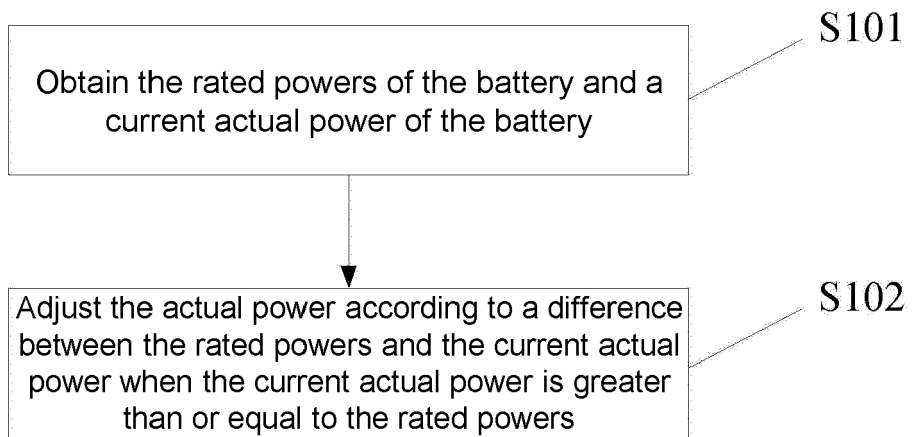 S101
Obtain the rated powers of the battery and a
current actual power of the battery
S102
Adjust the actual power according to a difference
between the rated powers and the current actual
power when the current actual power is greater
than or equal to the rated powers